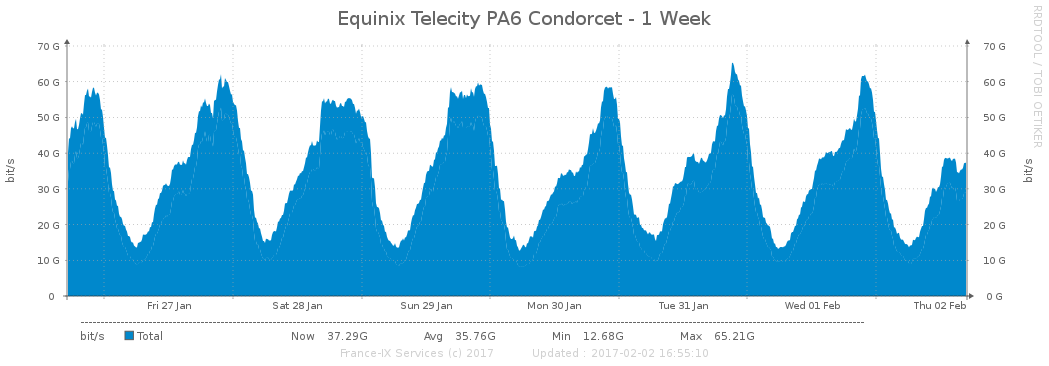 Equinix Telecity PA6 Condorcet - 1 Week
RRDTOOL / TOBI OETIKER
bit/s
bit/s
70 G 70 G
60 G 60 G
50 G 50 G
40 G 40 G
30 G 30 G
20 G 20 G
10 G 10 G
0 0 G
Fri 27 Jan Sat 28 Jan Sun 29 Jan Mon 30 Jan Tue 31 Jan Wed 01 Feb Thu 02 Feb
bit/s Total Now 37.29G Avg 35.76G Min 12.68G Max 65.21G
France-IX Services (c) 2017 Updated : 2017-02-02 16:55:10